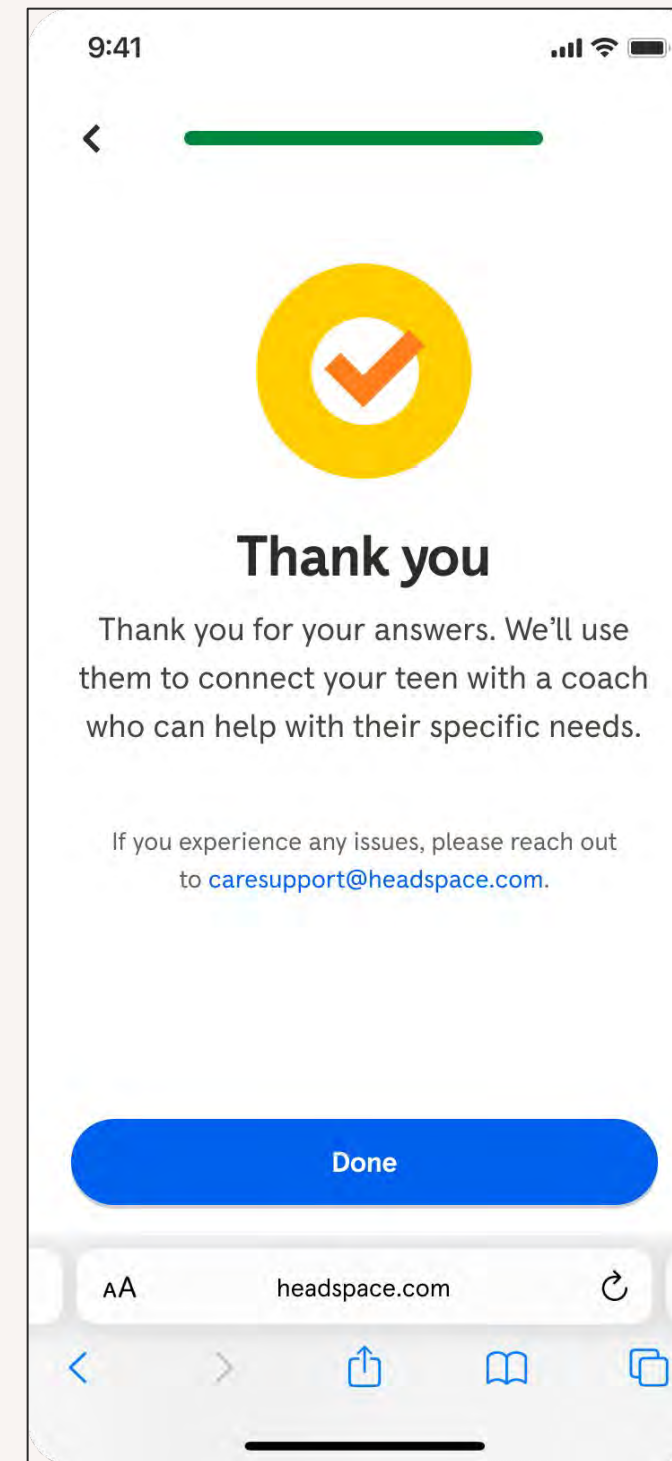 9:41
Thank you
Thank you for your answers. We’ll use
them to connect your teen with a coach
who can help with their specific needs.
If you experience any issues, please reach out
to caresupport@headspace.com.
Done
AA headspace.com